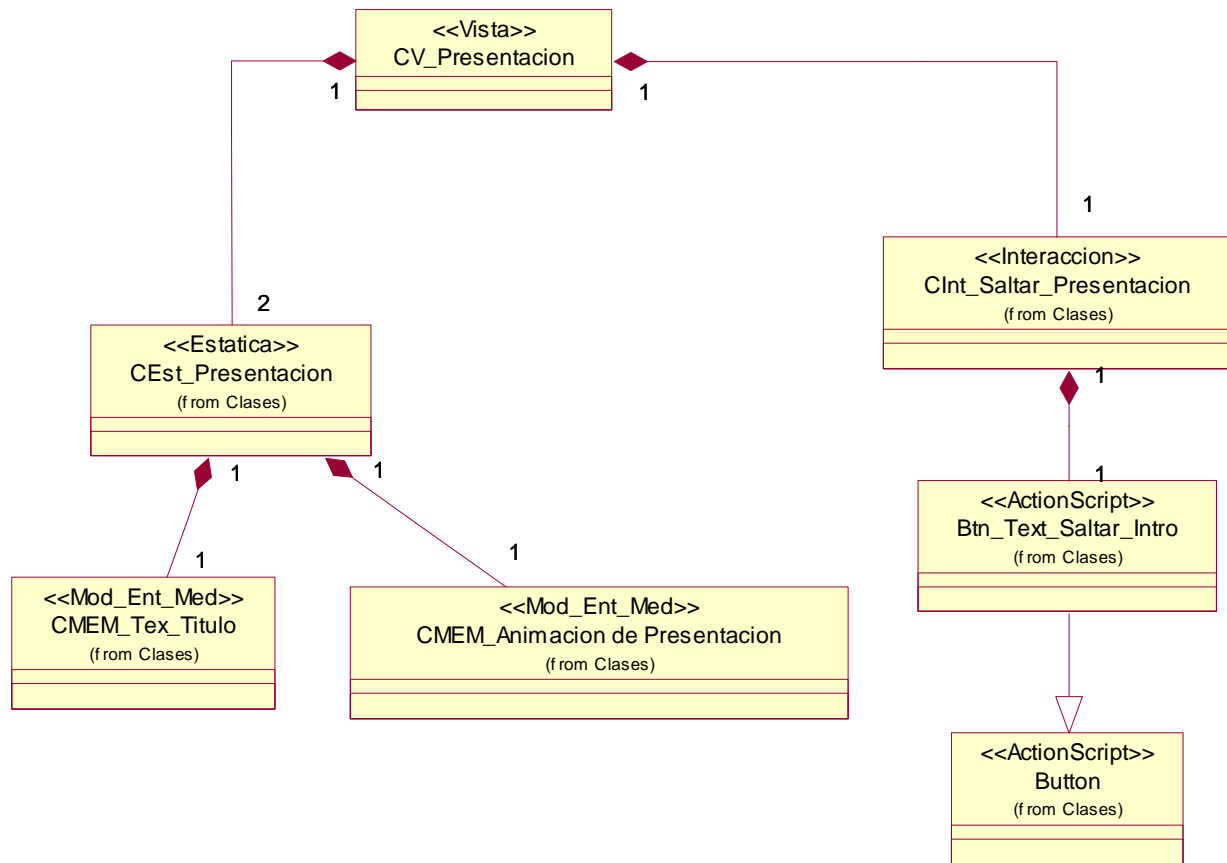 <<Vista>>
CV_Presentacion
1
1
1
<<Interaccion>>
CInt_Saltar_Presentacion
(from Clases)
2
<<Estatica>>
CEst_Presentacion
(from Clases)
1
1
1
1
<<ActionScript>>
Btn_Text_Saltar_Intro
(from Clases)
1
1
<<Mod_Ent_Med>>
CMEM_Tex_Titulo
(from Clases)
<<Mod_Ent_Med>>
CMEM_Animacion de Presentacion
(from Clases)
<<ActionScript>>
Button
(from Clases)